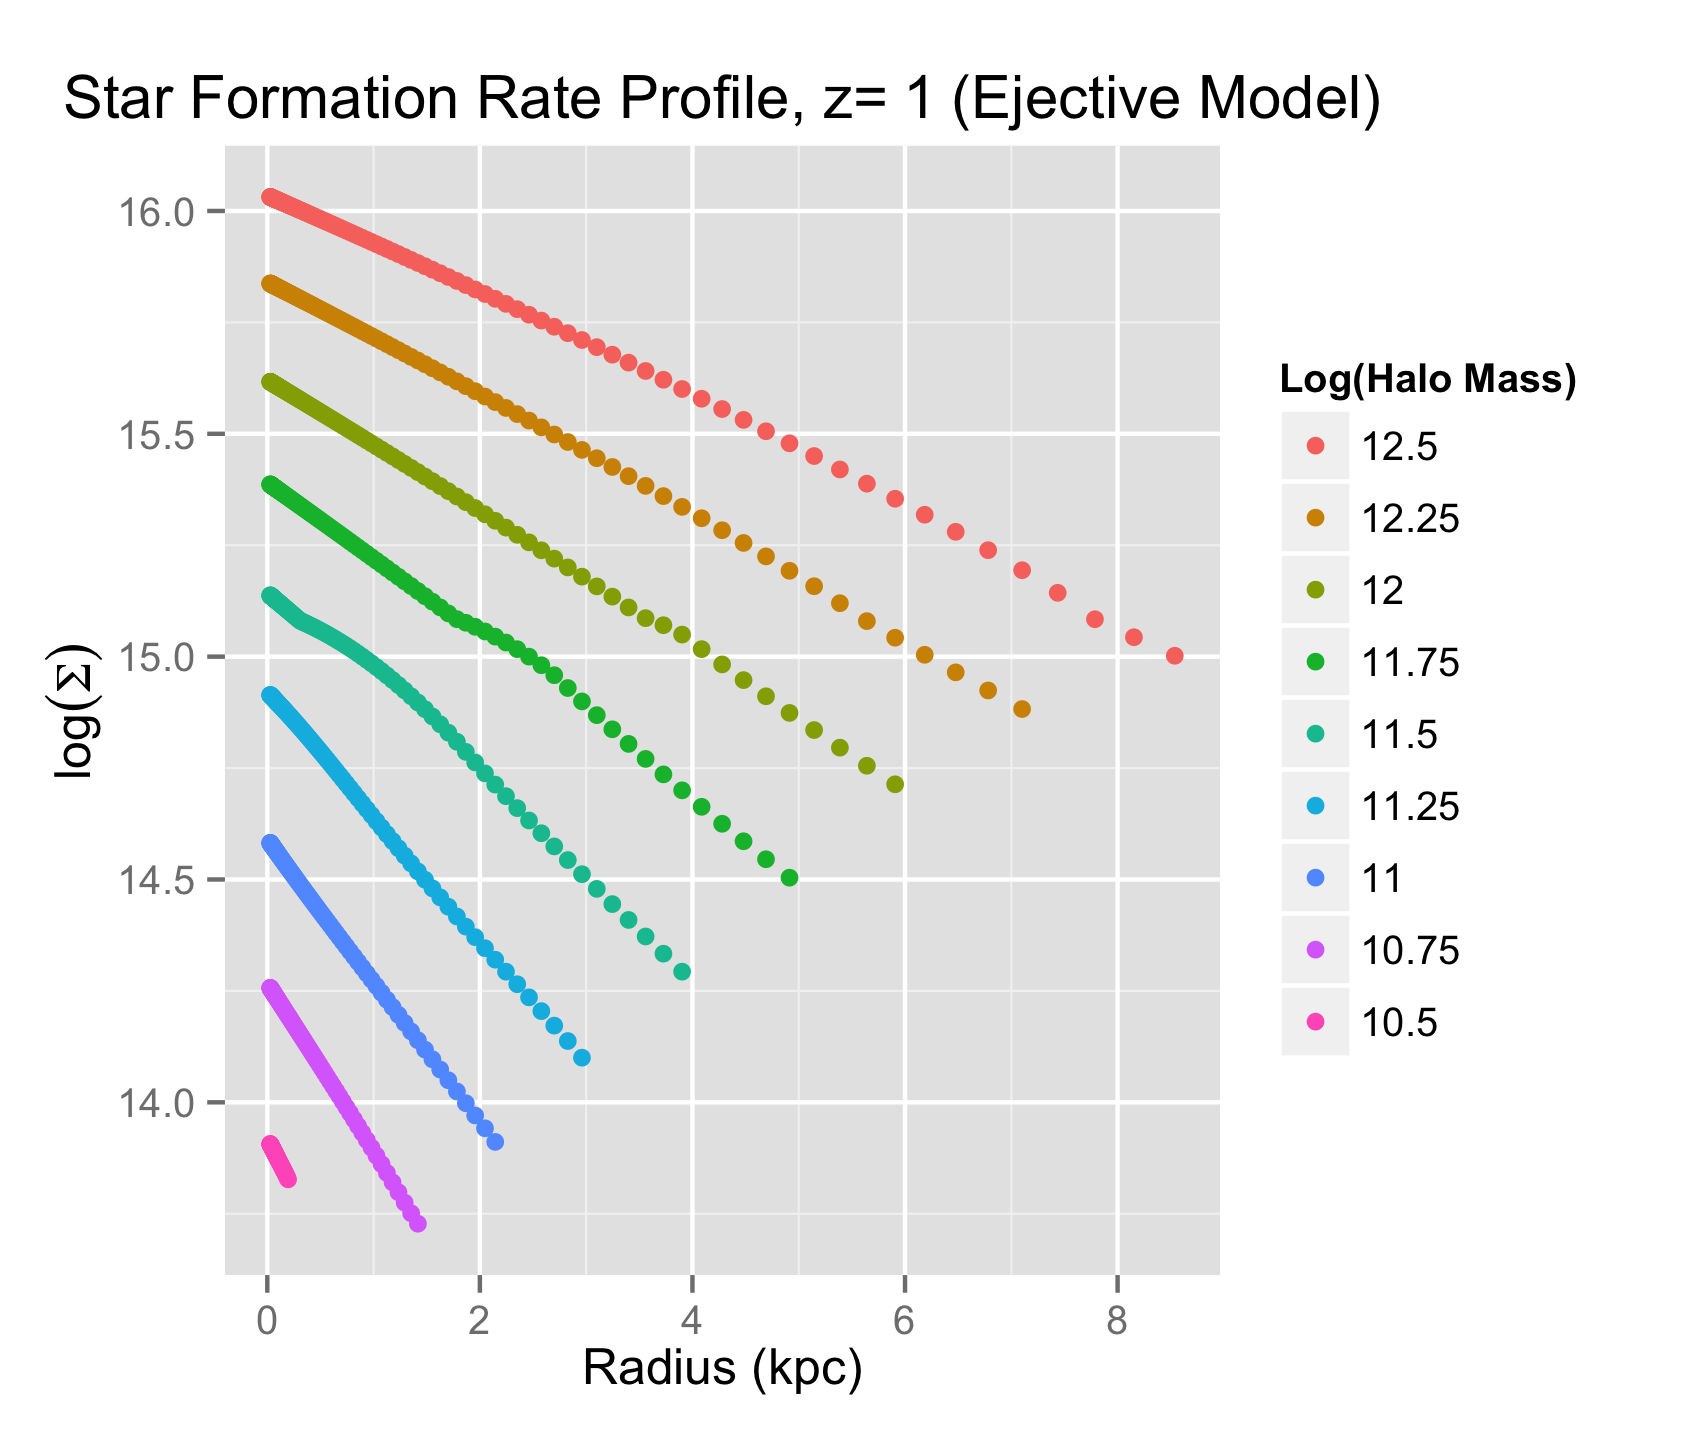 Star Formation Rate Profile, z= 1 (Ejective Model)
16.0
15.5
15.0
14.5
14.0
log(Σ)
0 2 4 6 8
Radius (kpc)
Log(Halo Mass)
12.5
12.25
12
11.75
11.5
11.25
11
10.75
10.5